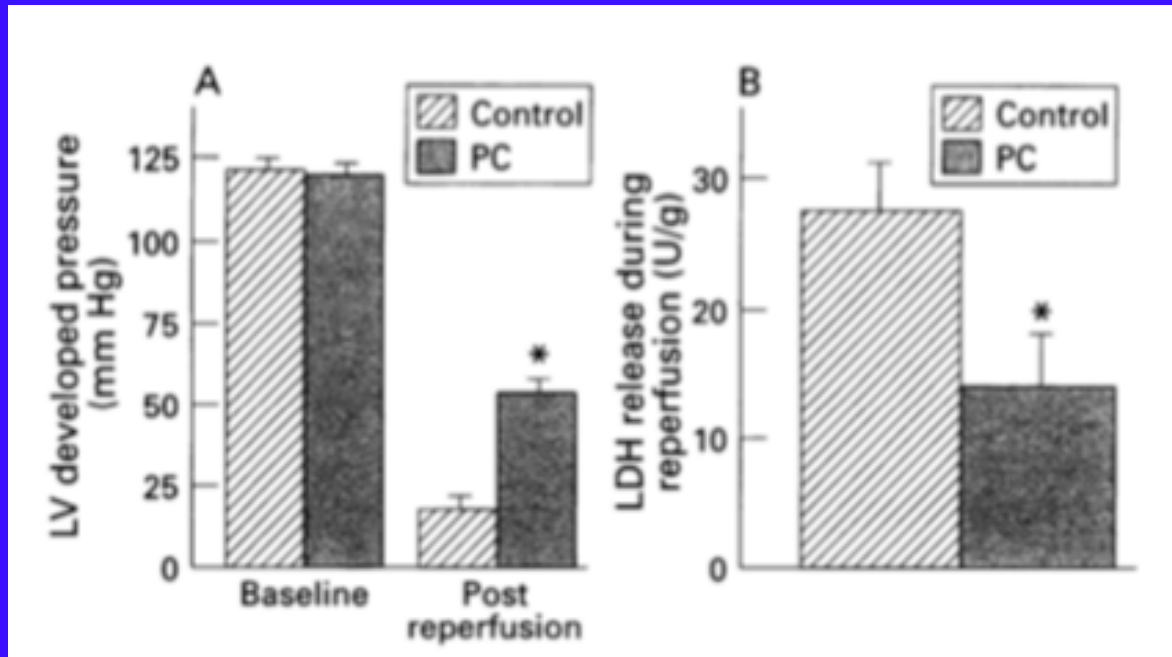 A
Control
PC
LV developed pressure
(mm Hg)
125
100
75
50
25
0
*
Baseline
Post
reperfusion
B
Control
PC
LDH release during
reperfusion (U/g)
30
20
10
0
*